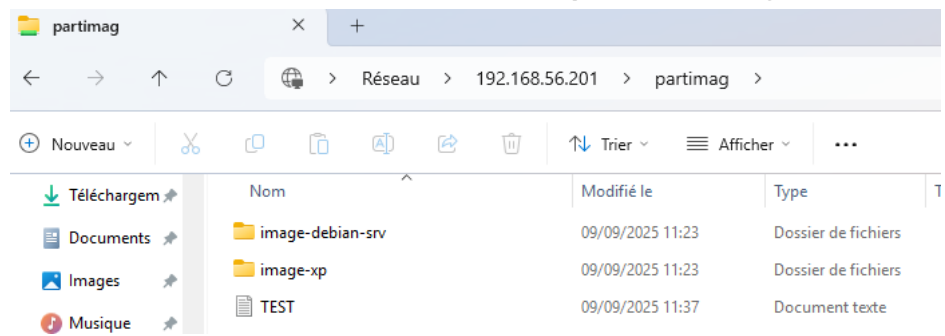 partimag
Réseau > 192.168.56.201 > partimag >
Nouveau Trier Afficher ...
Téléchargem Nom Modifié le Type T
Documents image-debian-srv 09/09/2025 11:23 Dossier de fichiers
Images image-xp 09/09/2025 11:23 Dossier de fichiers
Musique TEST 09/09/2025 11:37 Document texte